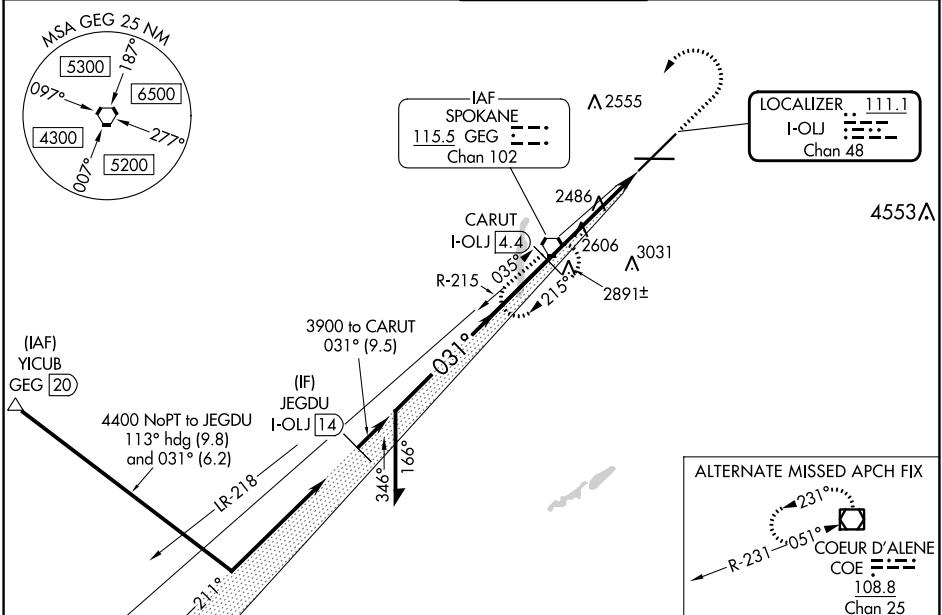 MSA GEG 25 NM
5300
187°
097°
6500
4300
277°
5200
007°
IAF
SPOKANE
115.5 GEG
Chan 102
2555
LOCALIZER 111.1
I-OLJ
Chan 48
2486
4553
CARUT
I-OLJ 4.4
2606
3031
035°
R-215
215°
2891±
3900 to CARUT
031° (9.5)
031°
(IAF)
YICUB
GEG 20
(IF)
JEGDU
I-OLJ 14
4400 NoPT to JEGDU
113° hdg (9.8)
and 031° (6.2)
346°
166°
LR-218
211°
ALTERNATE MISSED APCH FIX
231°
R-231
051°
COEUR D'ALENE
COE
108.8
Chan 25